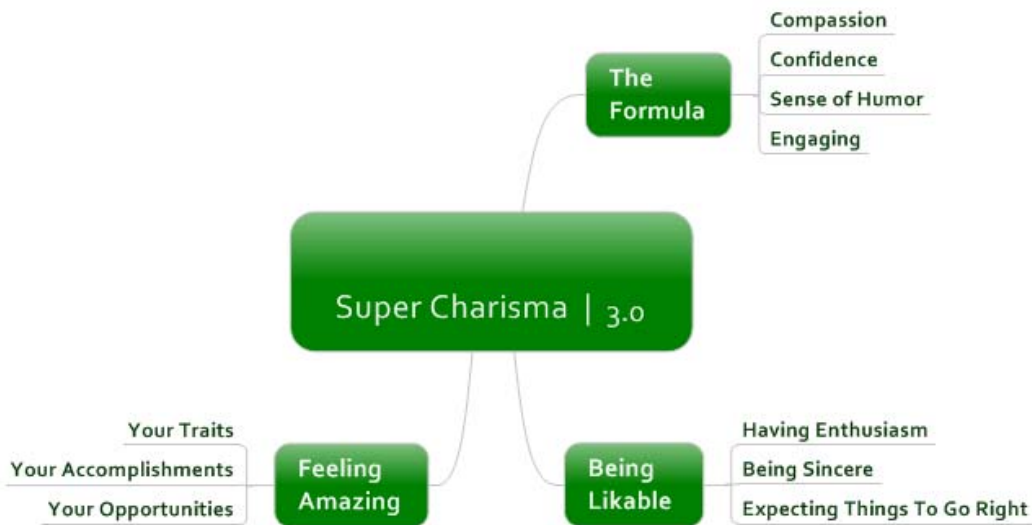 Compassion
The
Formula
Confidence
Sense of Humor
Engaging
Super Charisma | 3.0
Your Traits
Your Accomplishments
Your Opportunities
Feeling
Amazing
Being
Likable
Having Enthusiasm
Being Sincere
Expecting Things To Go Right